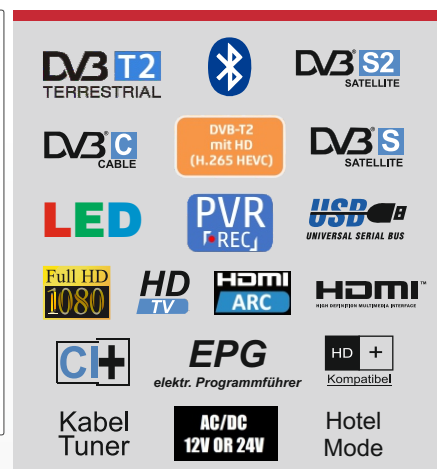 DVB T2
TERRESTRIAL
DVB S2
SATELLITE
DVB C
CABLE
DVB-T2
mit HD
(H.265 HEVC)
DVB S
SATELLITE
LED
PVR
REC
USB
UNIVERSAL SERIAL BUS
Full HD
1080
HD
TV
HDMI
ARC
HDMI™
HIGH-DEFINITION MULTIMEDIA INTERFACE
CI+
EPG
elektr. Programmführer
HD +
Kompatibel
Kabel
Tuner
AC/DC
12V OR 24V
Hotel
Mode